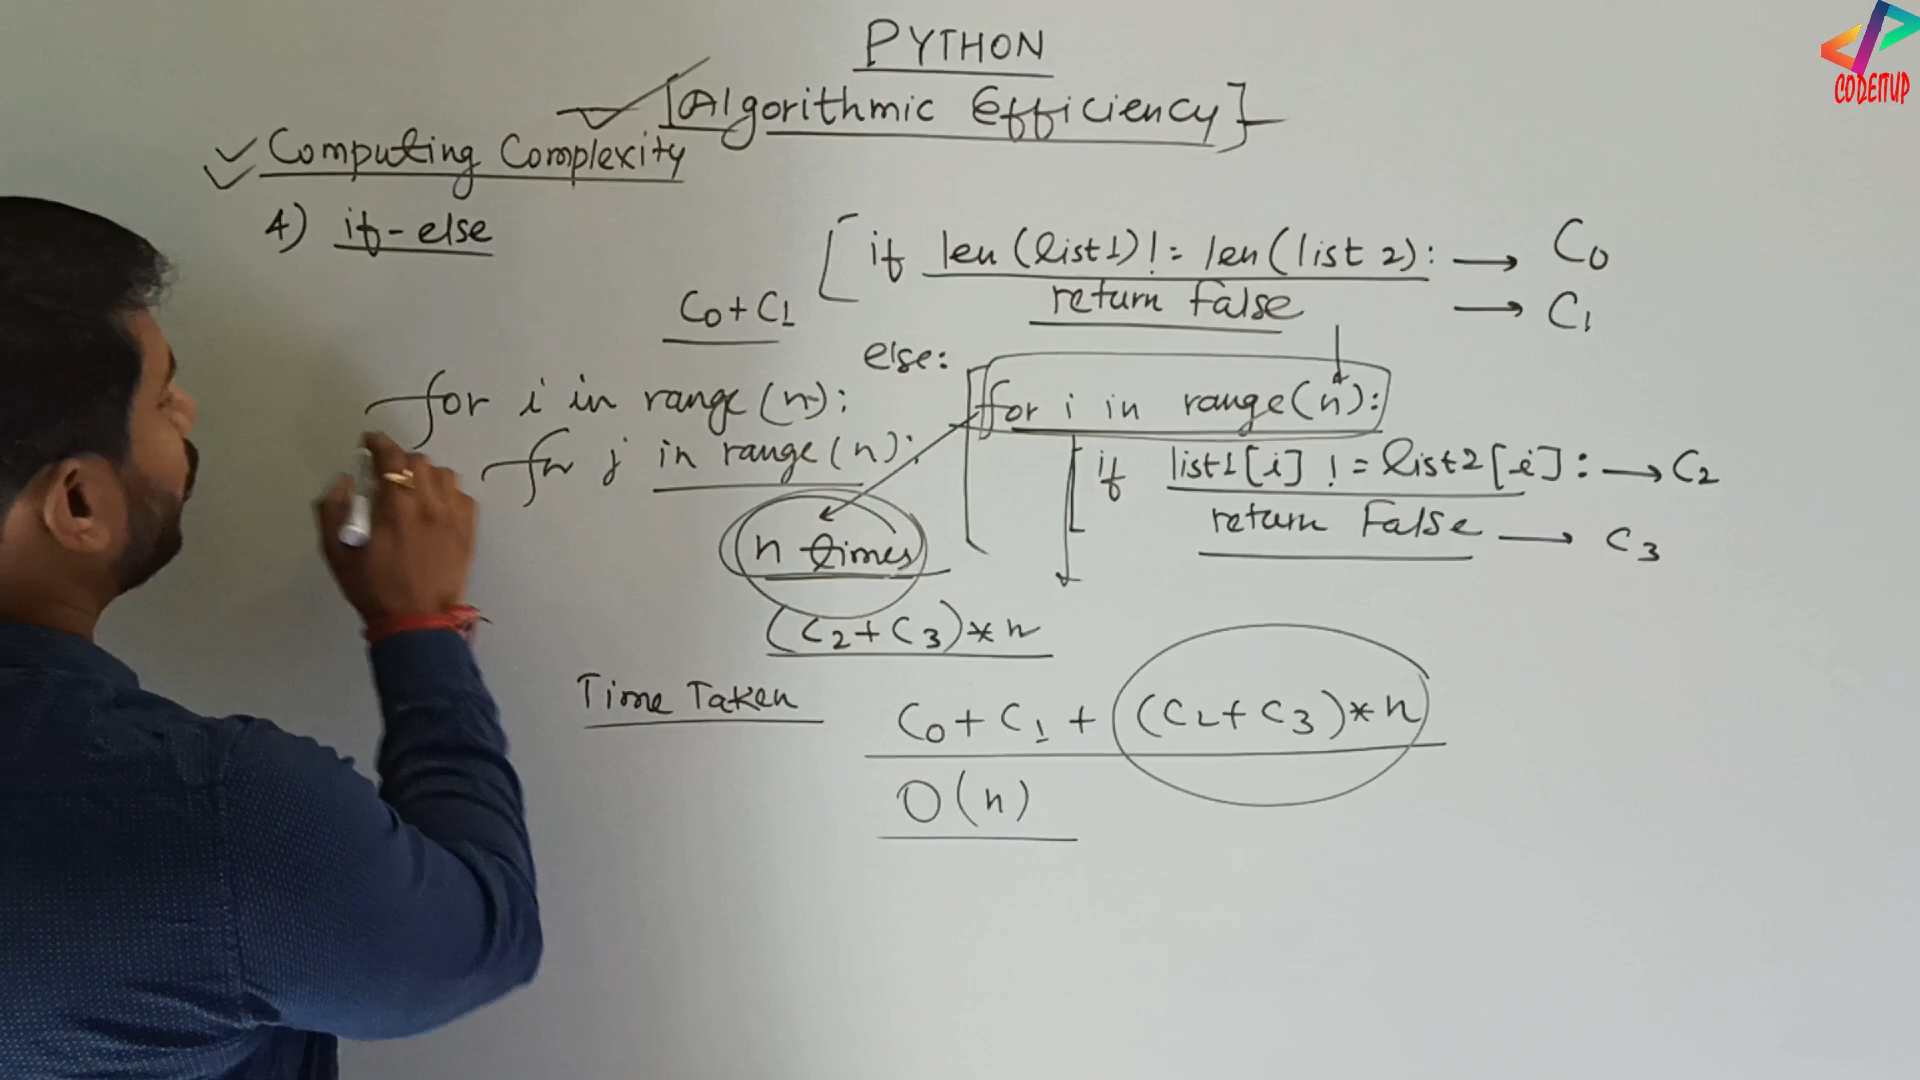 PYTHON
CODEITUP
[Algorithmic Efficiency]
Computing Complexity
4) if-else
if len(list1)!= len(list 2): → C0
return false → C1
C0+C1
else:
for i in range(n):
for i in range(n):
for j in range(n):
if list1[i] != list2[i]: → C2
return False → C3
n times
(C2+C3)*n
Time Taken
C0+C1+(C2+C3)*n
O(n)